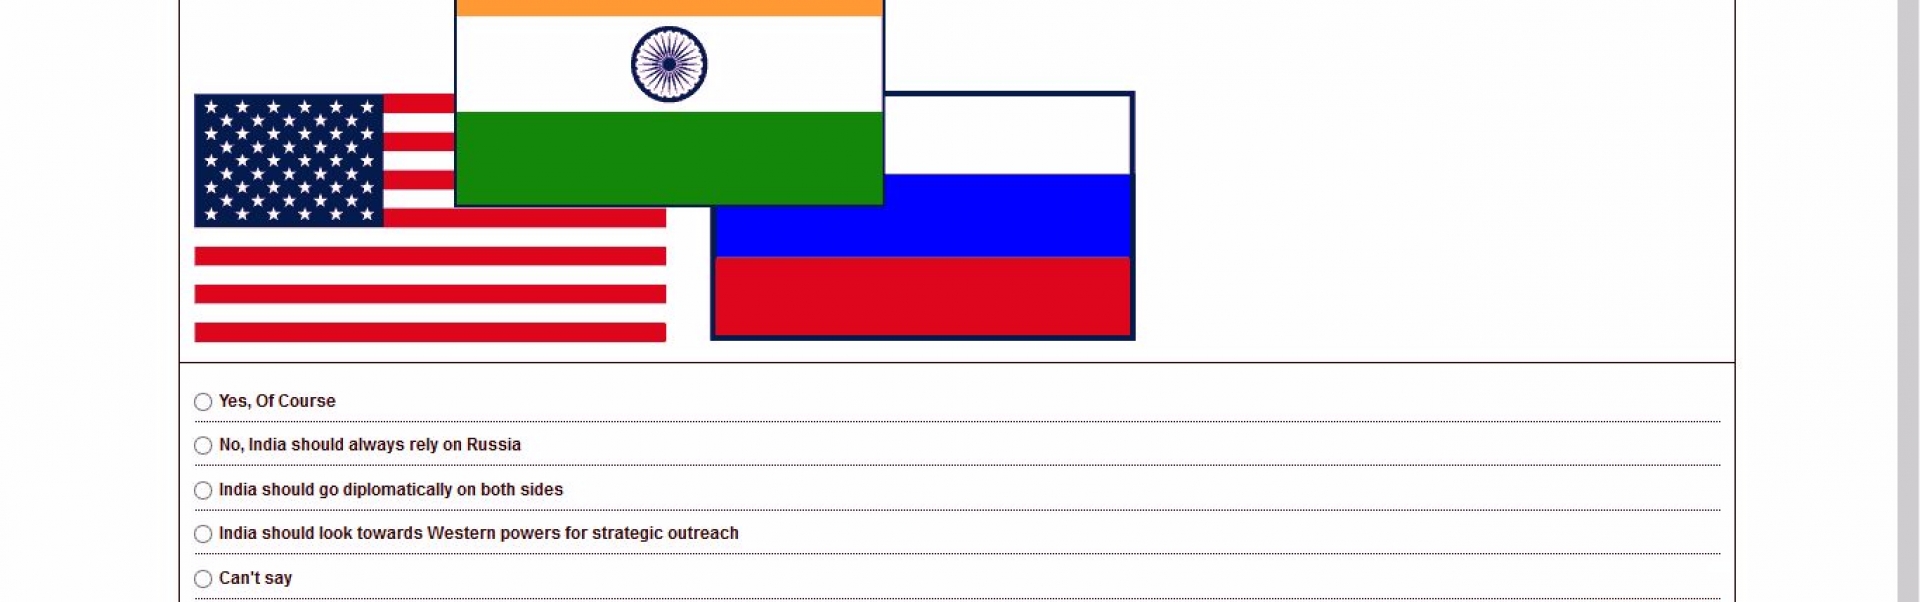 Yes, Of Course
No, India should always rely on Russia
India should go diplomatically on both sides
India should look towards Western powers for strategic outreach
Can't say